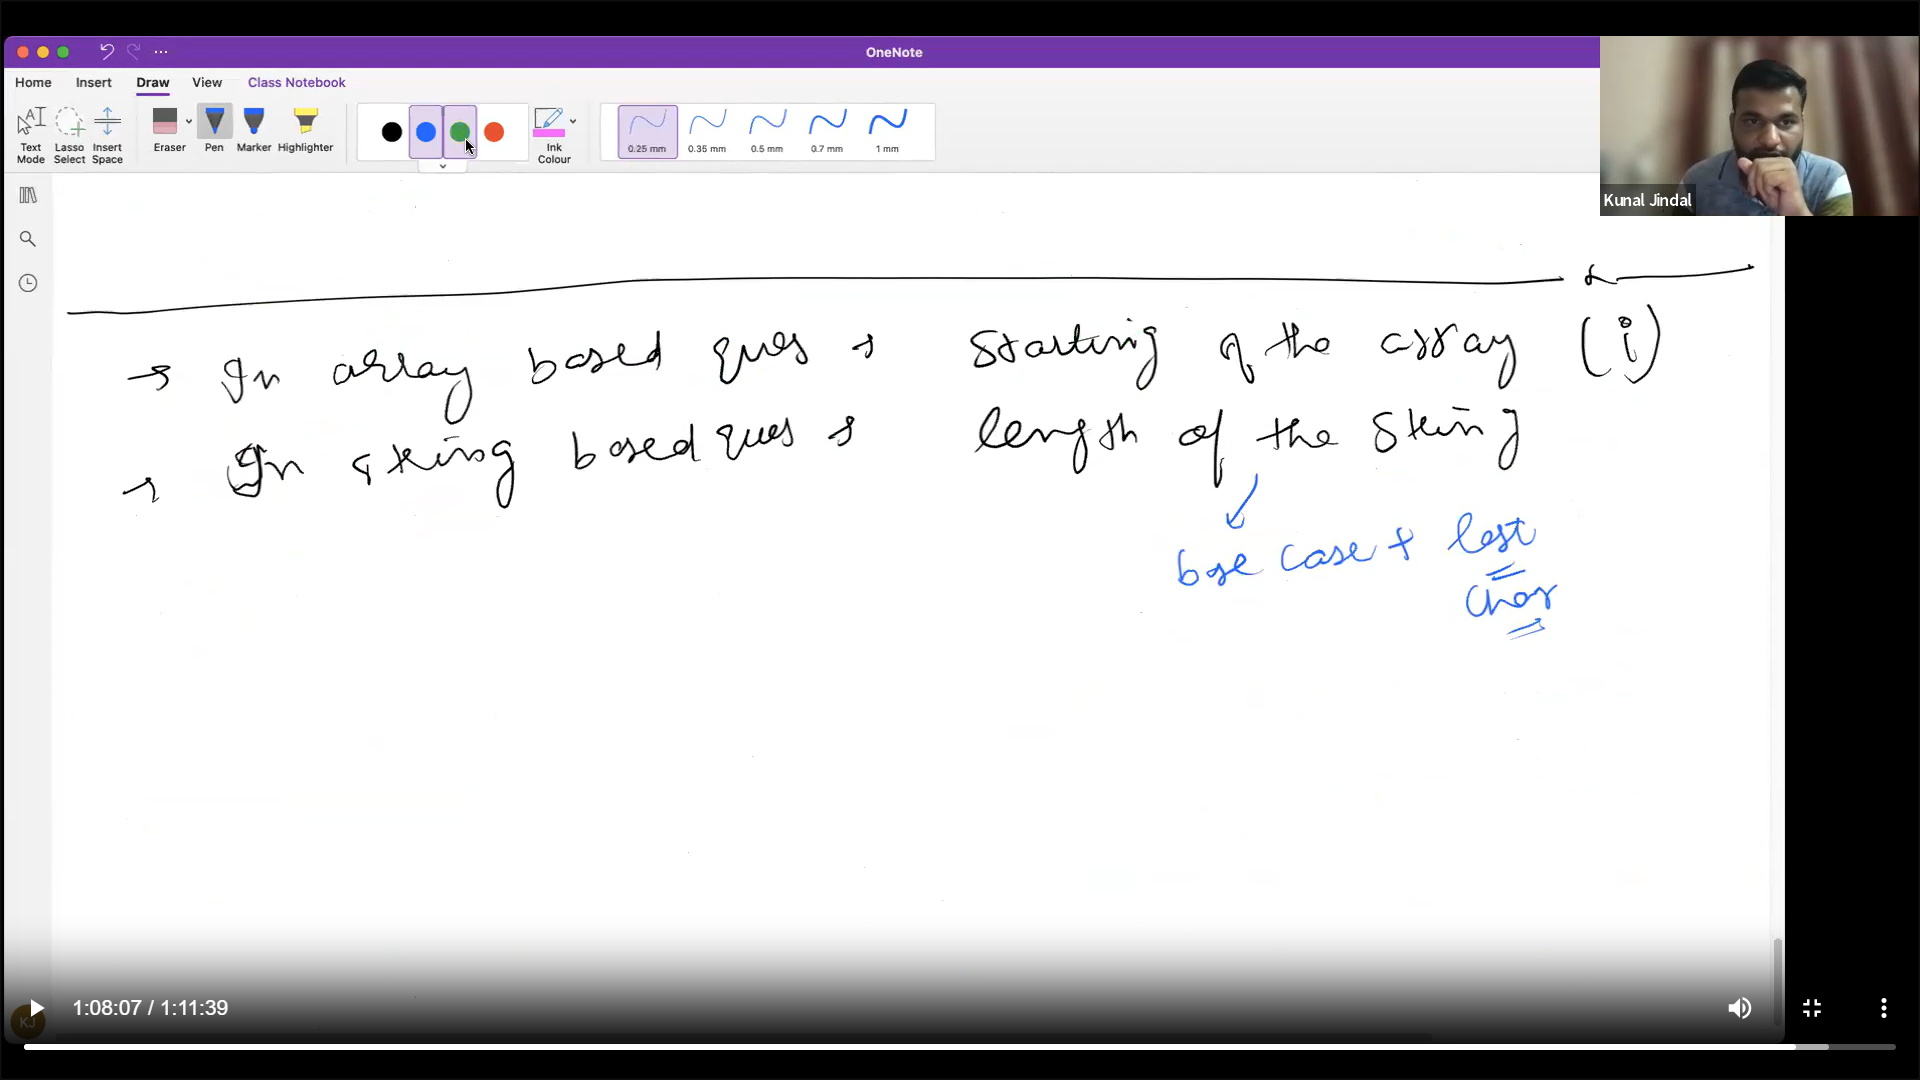 OneNote
Home Insert Draw View Class Notebook
Text Mode
Lasso Select
Insert Space
Eraser
Pen
Marker
Highlighter
Ink Colour
0.25 mm
0.35 mm
0.5 mm
0.7 mm
1 mm
Kunal Jindal
→ In array based ques → Starting of the array (i)
→ In string based ques → length of the string
base case + last
char
KJ
1:08:07 / 1:11:39